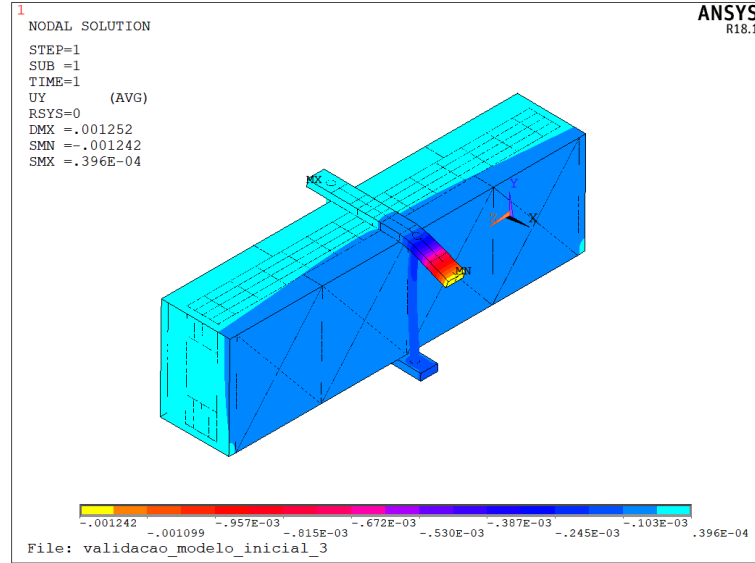 1
NODAL SOLUTION
ANSYS
R18.1
STEP=1
SUB =1
TIME=1
UY (AVG)
RSYS=0
DMX =.001252
SMN =-.001242
SMX =.396E-04
MX
Y
X
MN
-.001242 -.957E-03 -.672E-03 -.387E-03 -.103E-03
-.001099 -.815E-03 -.530E-03 -.245E-03 .396E-04
File: validacao_modelo_inicial_3